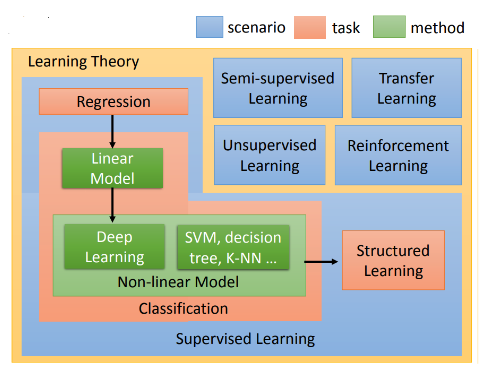 scenario
task
method
Learning Theory
Regression
Semi-supervised
Learning
Transfer
Learning
Unsupervised
Learning
Reinforcement
Learning
Linear
Model
Deep
Learning
SVM, decision
tree, K-NN ...
Non-linear Model
Structured
Learning
Classification
Supervised Learning